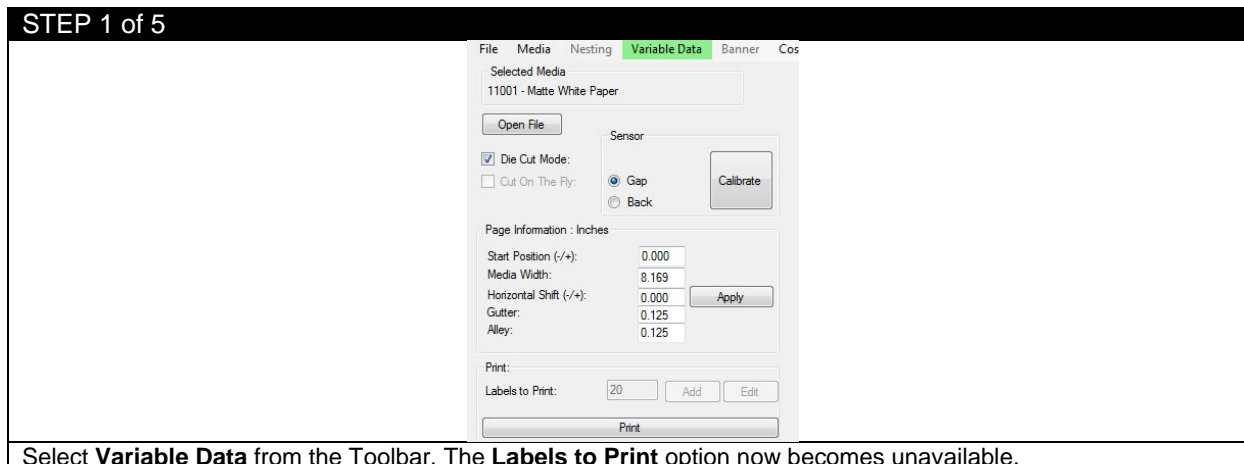 STEP 1 of 5
File Media Nesting Variable Data Banner Cos
Selected Media
11001 - Matte White Paper
Open File
Sensor
Die Cut Mode:
Cut On The Fly:
Gap
Calibrate
Back
Page Information : Inches
Start Position (-/+): 0.000
Media Width: 8.169
Horizontal Shift (-/+): 0.000 Apply
Gutter: 0.125
Alley: 0.125
Print:
Labels to Print: 20 Add Edit
Print
Select Variable Data from the Toolbar. The Labels to Print option now becomes unavailable.